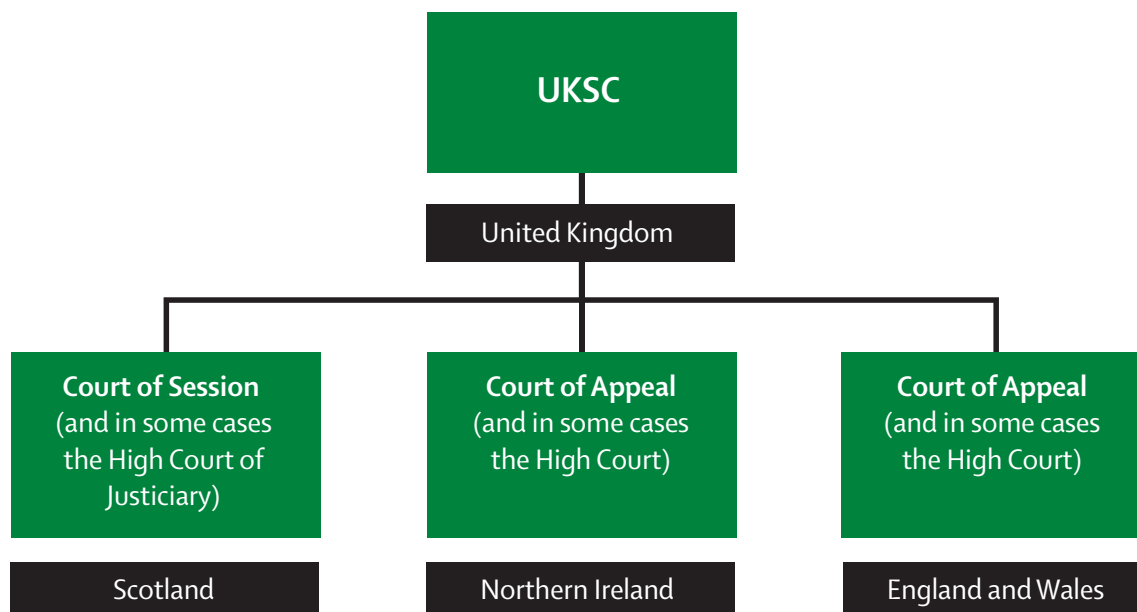 UKSC
United Kingdom
Court of Session
(and in some cases
the High Court of
Justiciary)
Scotland
Court of Appeal
(and in some cases
the High Court)
Northern Ireland
Court of Appeal
(and in some cases
the High Court)
England and Wales